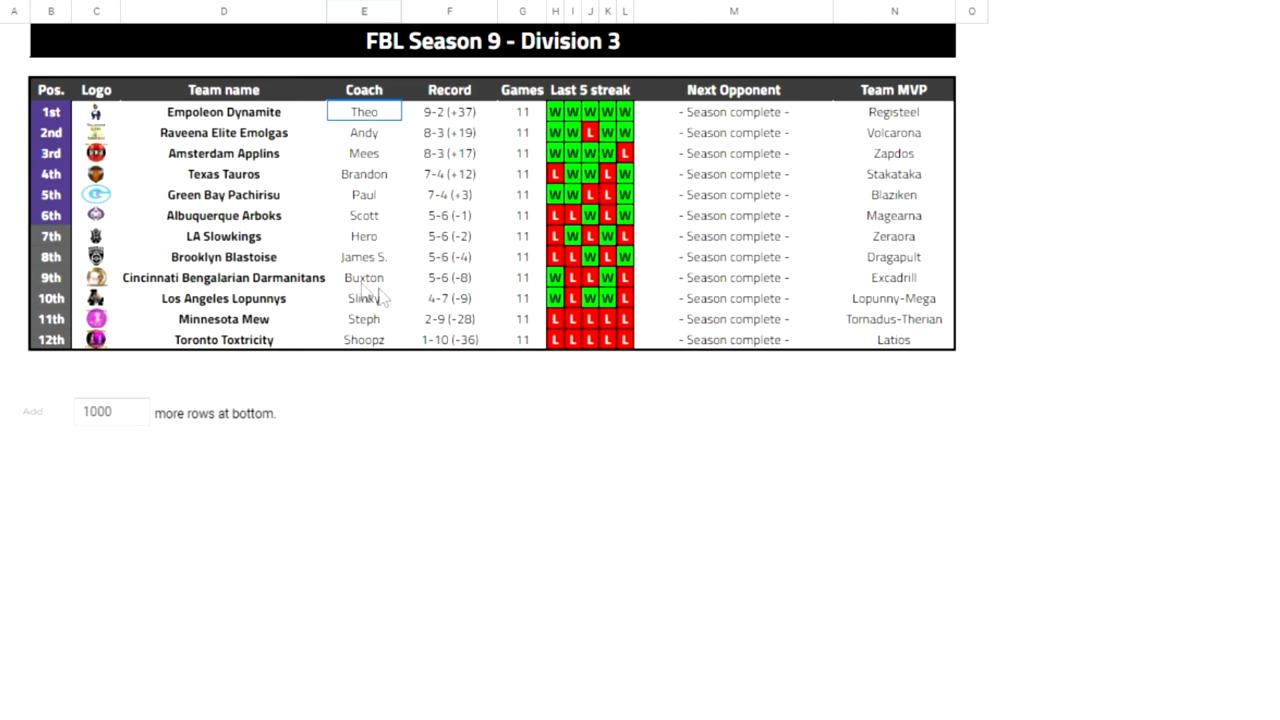 A B C D E F G H I J K L M N O
FBL Season 9 - Division 3
Pos. Logo Team name Coach Record Games Last 5 streak Next Opponent Team MVP
1st Empoleon Dynamite Theo 9-2 (+37) 11 W W W W W - Season complete - Registeel
2nd Raveena Elite Emolgas Andy 8-3 (+19) 11 W W L W W - Season complete - Volcarona
3rd Amsterdam Applins Mees 8-3 (+17) 11 W W W W L - Season complete - Zapdos
4th Texas Tauros Brandon 7-4 (+12) 11 L W W L W - Season complete - Stakataka
5th Green Bay Pachirisu Paul 7-4 (+3) 11 W W L L W - Season complete - Blaziken
6th Albuquerque Arboks Scott 5-6 (-1) 11 L L W L W - Season complete - Magearna
7th LA Slowkings Hero 5-6 (-2) 11 L W L W L - Season complete - Zeraora
8th Brooklyn Blastoise James S. 5-6 (-4) 11 L L W L W - Season complete - Dragapult
9th Cincinnati Bengalarian Darmanitans Buxton 5-6 (-8) 11 W L L W L - Season complete - Excadrill
10th Los Angeles Lopunnys Slinky 4-7 (-9) 11 W L W W L - Season complete - Lopunny-Mega
11th Minnesota Mew Steph 2-9 (-28) 11 L L L L L - Season complete - Tornadus-Therian
12th Toronto Toxtricity Shoopz 1-10 (-36) 11 L L L L L - Season complete - Latios
Add 1000 more rows at bottom.